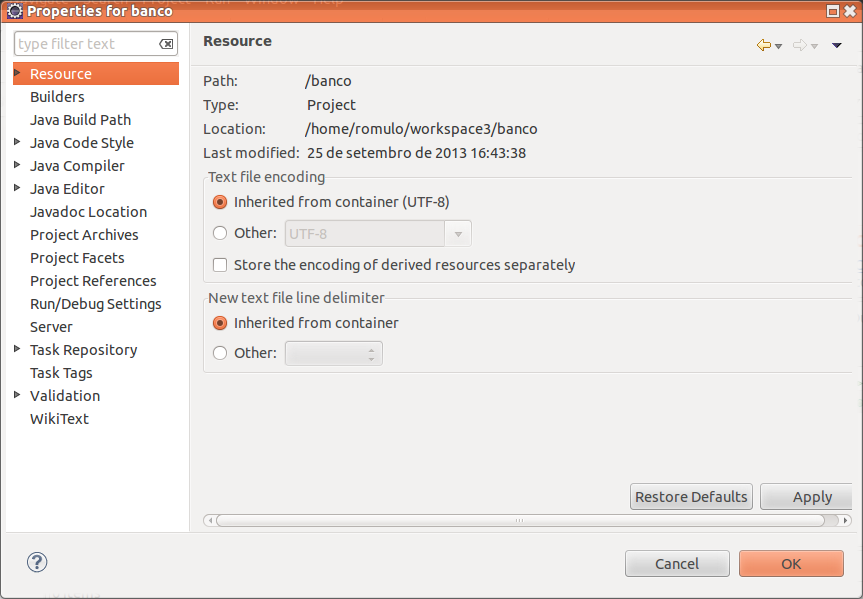 Properties for banco
type filter text
Resource
Builders
Java Build Path
Java Code Style
Java Compiler
Java Editor
Javadoc Location
Project Archives
Project Facets
Project References
Run/Debug Settings
Server
Task Repository
Task Tags
Validation
WikiText
Resource
Path: /banco
Type: Project
Location: /home/romulo/workspace3/banco
Last modified: 25 de setembro de 2013 16:43:38
Text file encoding
Inherited from container (UTF-8)
Other: UTF-8
Store the encoding of derived resources separately
New text file line delimiter
Inherited from container
Other:
Restore Defaults Apply
? Cancel OK